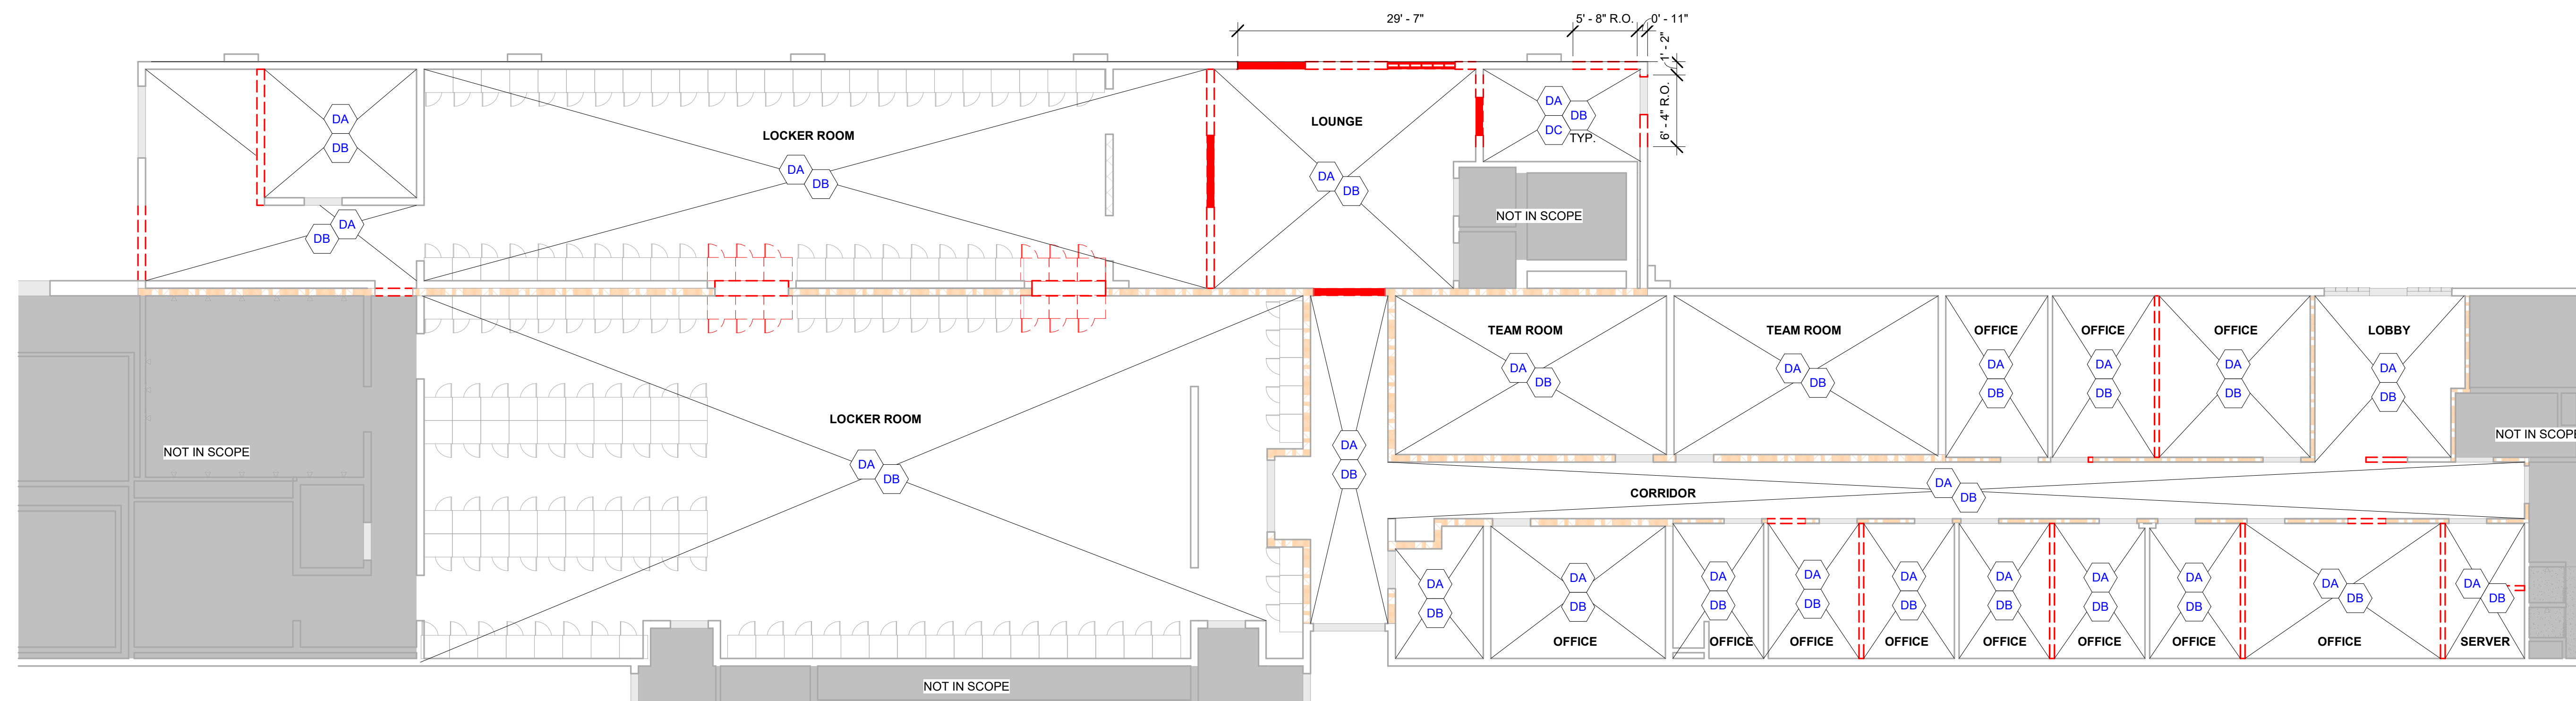 29' - 7"
5' - 8" R.O.
0' - 11"
1' - 2"
6' - 4" R.O.
DA
DB
LOCKER ROOM
DA
DB
LOUNGE
DA
DB
DA
DB
DC
TYP.
NOT IN SCOPE
DA
DB
TEAM ROOM
DA
DB
TEAM ROOM
DA
DB
OFFICE
DA
DB
OFFICE
DA
DB
OFFICE
DA
DB
LOBBY
DA
DB
NOT IN SCOPE
LOCKER ROOM
DA
DB
NOT IN SCOPE
DA
DB
CORRIDOR
DA
DB
DA
DB
DA
DB
OFFICE
DA
DB
OFFICE
DA
DB
OFFICE
DA
DB
OFFICE
DA
DB
OFFICE
DA
DB
OFFICE
DA
DB
OFFICE
DA
DB
OFFICE
DA
DB
SERVER
NOT IN SCOPE